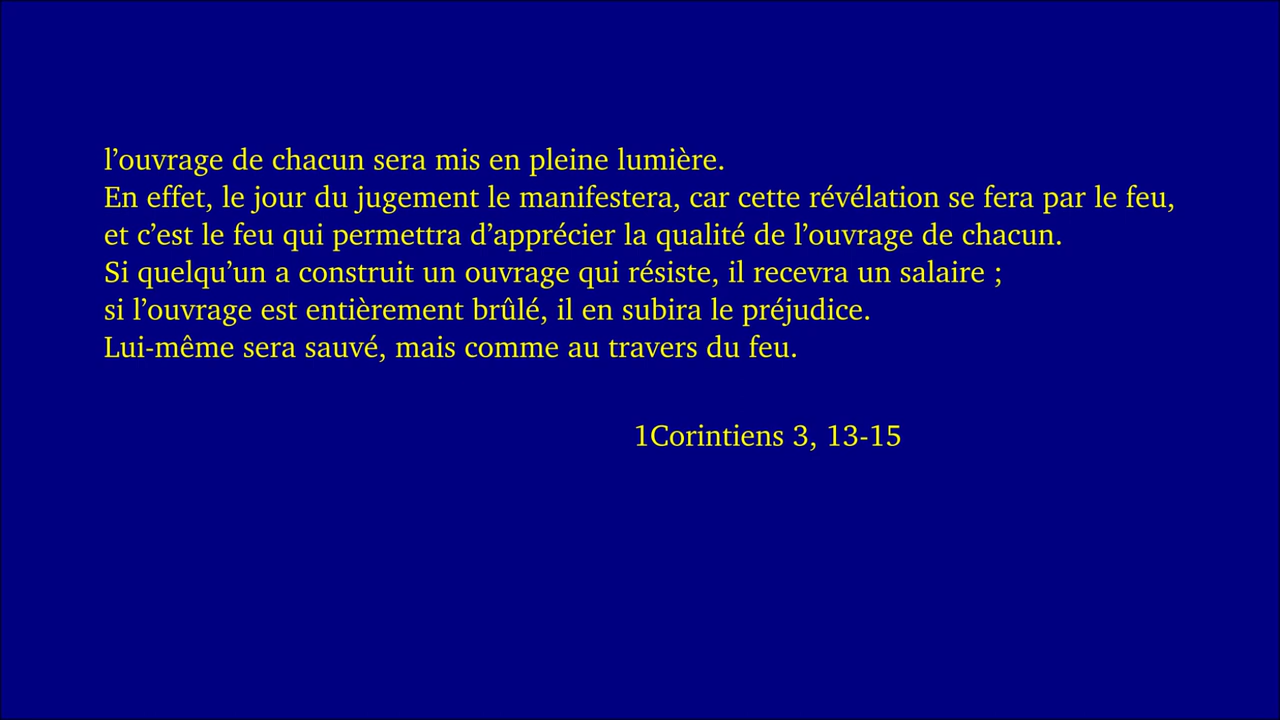 l’ouvrage de chacun sera mis en pleine lumière.
En effet, le jour du jugement le manifestera, car cette révélation se fera par le feu,
et c’est le feu qui permettra d’apprécier la qualité de l’ouvrage de chacun.
Si quelqu’un a construit un ouvrage qui résiste, il recevra un salaire ;
si l’ouvrage est entièrement brûlé, il en subira le préjudice.
Lui-même sera sauvé, mais comme au travers du feu.
1Corintiens 3, 13-15